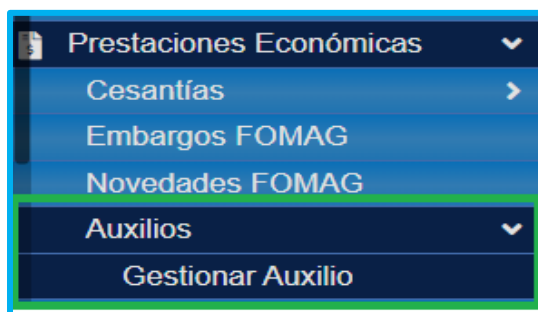 Prestaciones Económicas
Cesantías
Embargos FOMAG
Novedades FOMAG
Auxilios
Gestionar Auxilio